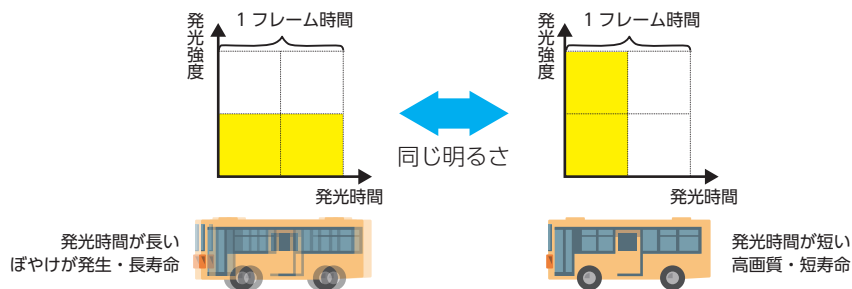 発光強度
1 フレーム時間
発光時間
同じ明るさ
発光強度
1 フレーム時間
発光時間
発光時間が長い
ぼやけが発生・長寿命
発光時間が短い
高画質・短寿命